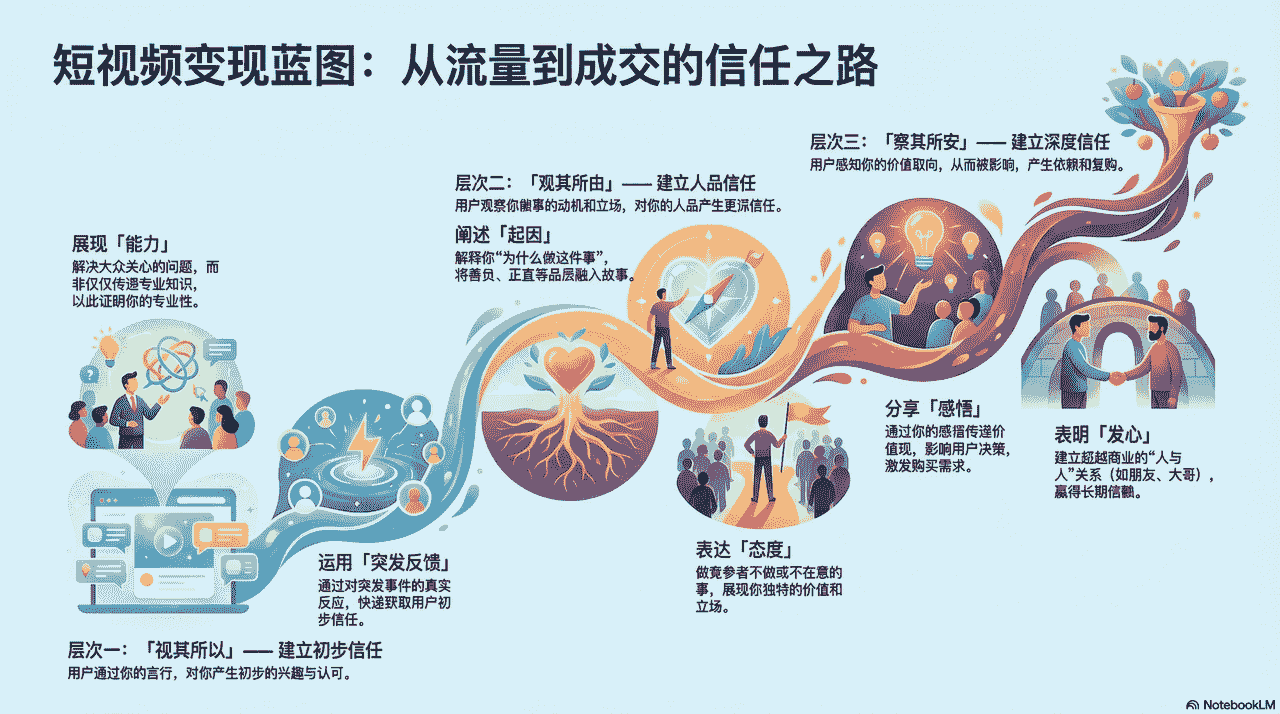 短视频变现蓝图：从流量到成交的信任之路
层次三：「察其所安」—— 建立深度信任
用户感知你的价值取向，从而被影响，产生依赖和复购。
层次二：「观其所由」—— 建立人品信任
用户观察你做事的动机和立场，对你的人品产生更深信任。
阐述「起因」
解释你“为什么做这件事”，
将善负、正直等品层融入故事。
展现「能力」
解决大众关心的问题，而
非仅仅传递专业知识，
以此证明你的专业性。
分享「感悟」
通过你的感措传递价
值现，影响用户决策，
激发购买需求。
表明「发心」
建立超越商业的“人与
人”关系（如朋友、大哥），
赢得长期信赖。
运用「突发反馈」
通过对突发事件的真实
反应，快递获取用户初
步信任。
表达「态度」
做竟参者不做或不在意的
事，展现你独特的价值和
立场。
层次一：「视其所以」—— 建立初步信任
用户通过你的言行，对你产生初步的兴趣与认可。
NotebookLM